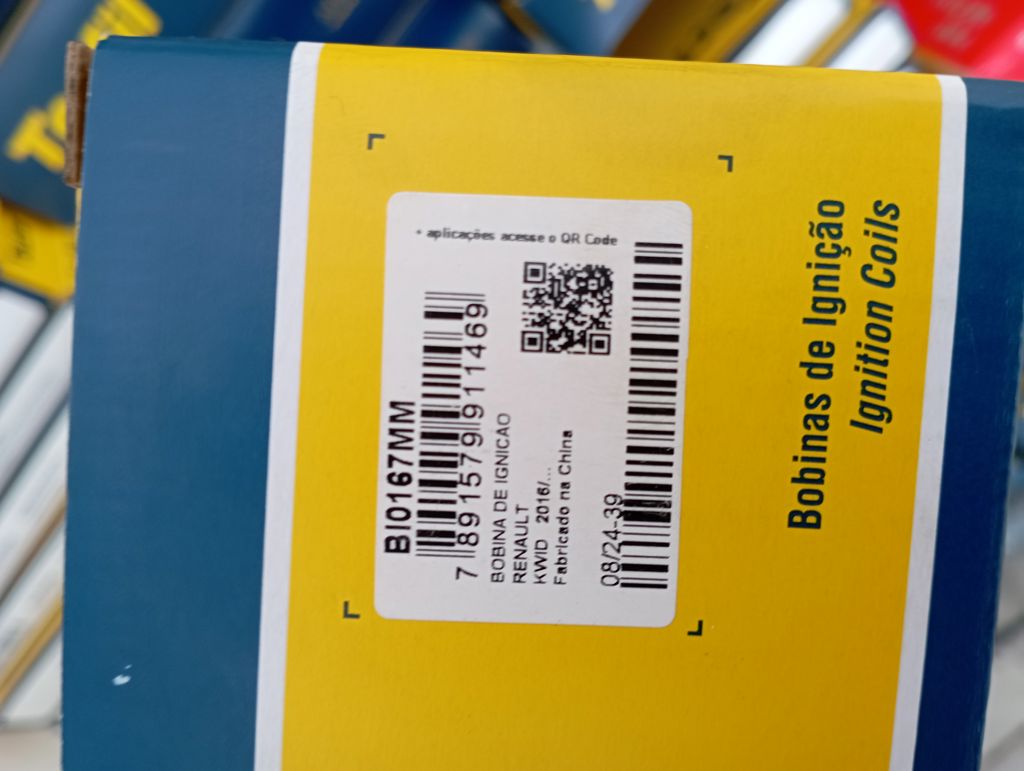 BI0167MM
7 891579 911469
BOBINA DE IGNICAO
RENAULT
KWID 2016/...
Fabricado na China
+ aplicações acesse o QR Code
08/24-39
Bobinas de Ignição
Ignition Coils